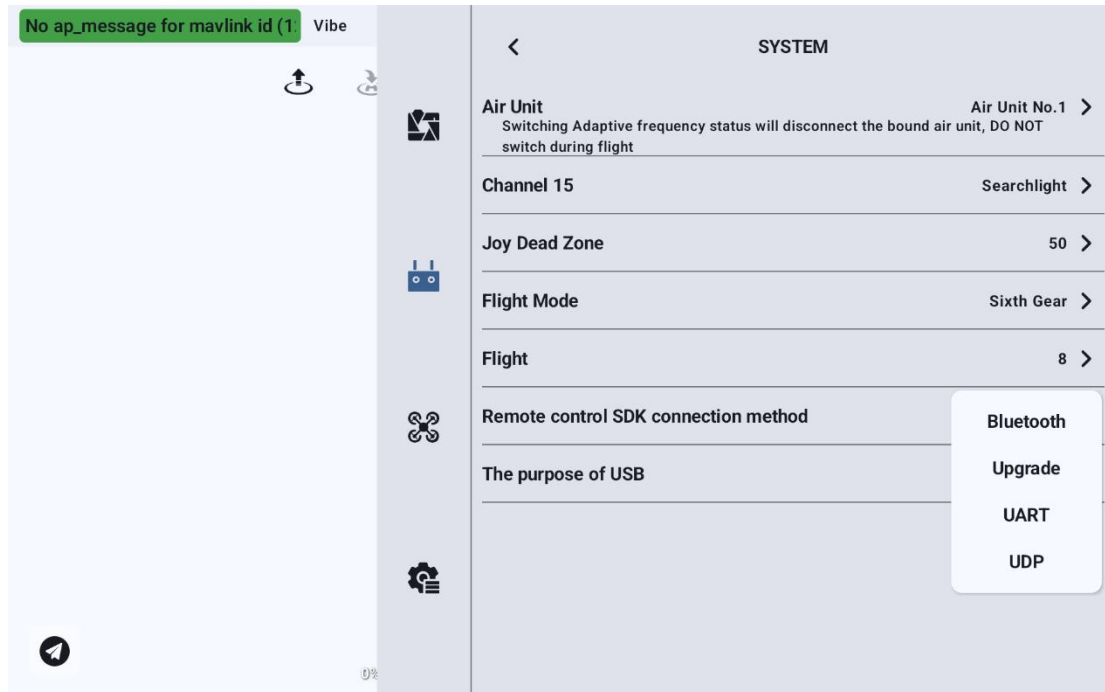 No ap_message for mavlink id (1
Vibe
SYSTEM
Air Unit
Air Unit No.1
Switching Adaptive frequency status will disconnect the bound air unit, DO NOT
switch during flight
Channel 15
Searchlight
Joy Dead Zone
50
Flight Mode
Sixth Gear
Flight
8
Remote control SDK connection method
The purpose of USB
Bluetooth
Upgrade
UART
UDP
0%